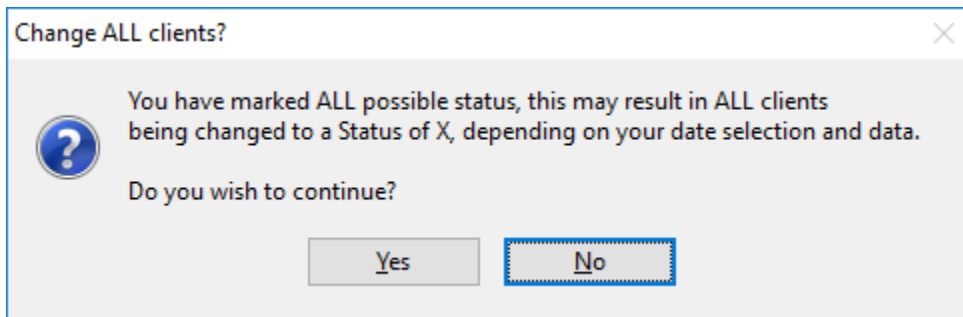 Change ALL clients?
You have marked ALL possible status, this may result in ALL clients
being changed to a Status of X, depending on your date selection and data.
Do you wish to continue?
Yes
No